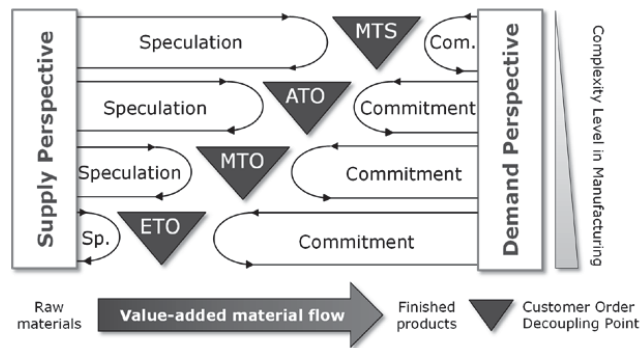 Supply Perspective
Speculation
MTS
Com.
Speculation
ATO
Commitment
Speculation
MTO
Commitment
Sp.
ETO
Commitment
Demand Perspective
Complexity Level in Manufacturing
Raw
materials
Value-added material flow
Finished
products
Customer Order
Decoupling Point